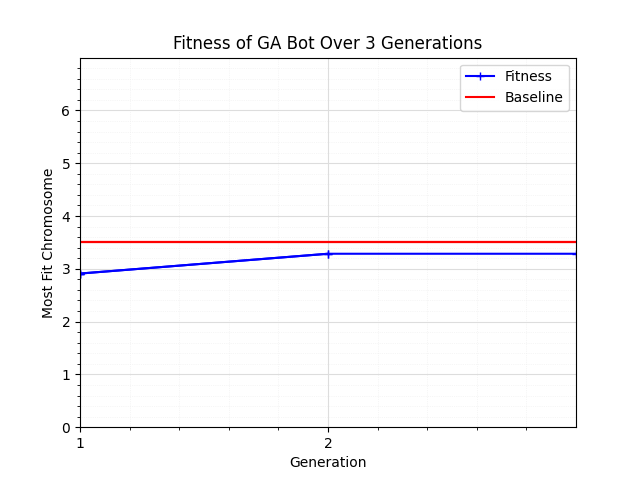 Fitness of GA Bot Over 3 Generations
Fitness
Baseline
6
5
4
3
2
1
0
Most Fit Chromosome
1
2
Generation